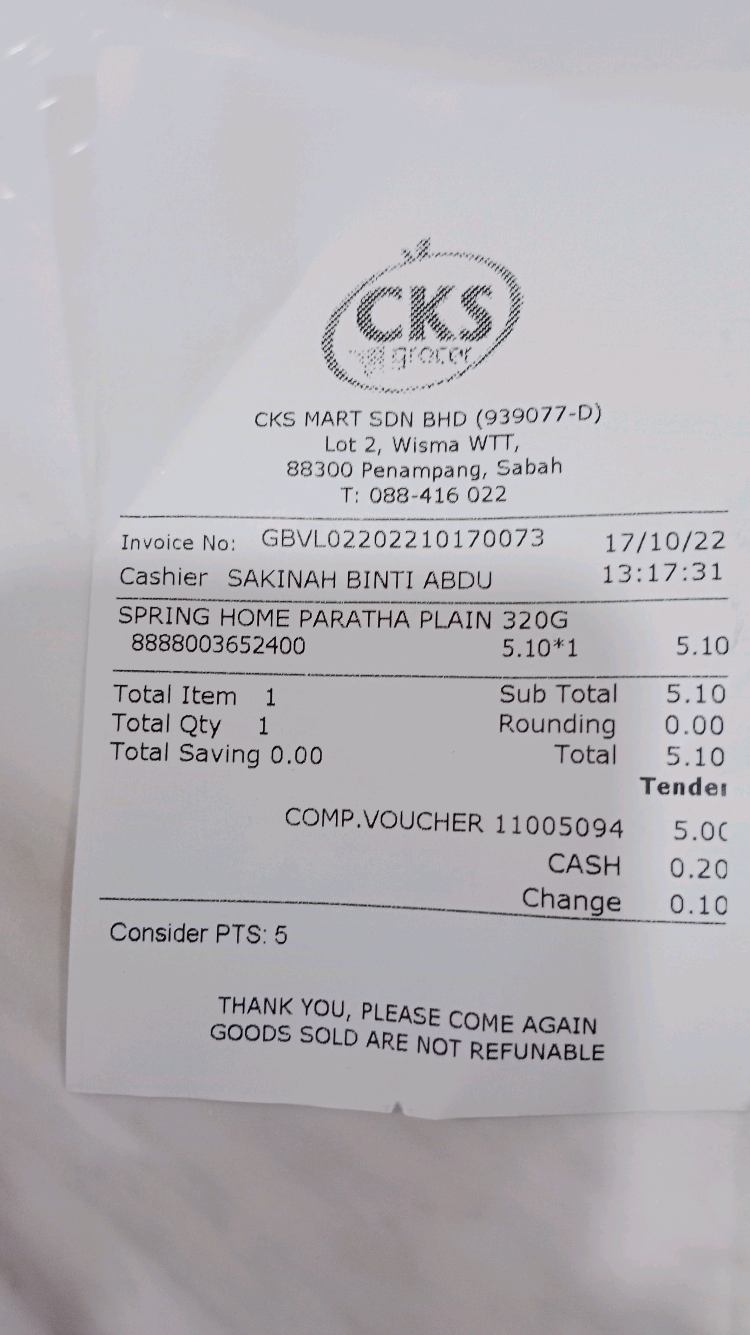 CKS
grocer
CKS MART SDN BHD (939077-D)
Lot 2, Wisma WTT,
88300 Penampang, Sabah
T: 088-416 022
Invoice No: GBVL02202210170073 17/10/22
Cashier SAKINAH BINTI ABDU 13:17:31
SPRING HOME PARATHA PLAIN 320G
8888003652400 5.10*1 5.10
Total Item 1 Sub Total 5.10
Total Qty 1 Rounding 0.00
Total Saving 0.00 Total 5.10
Tender
COMP.VOUCHER 11005094 5.00
CASH 0.20
Change 0.10
Consider PTS: 5
THANK YOU, PLEASE COME AGAIN
GOODS SOLD ARE NOT REFUNABLE